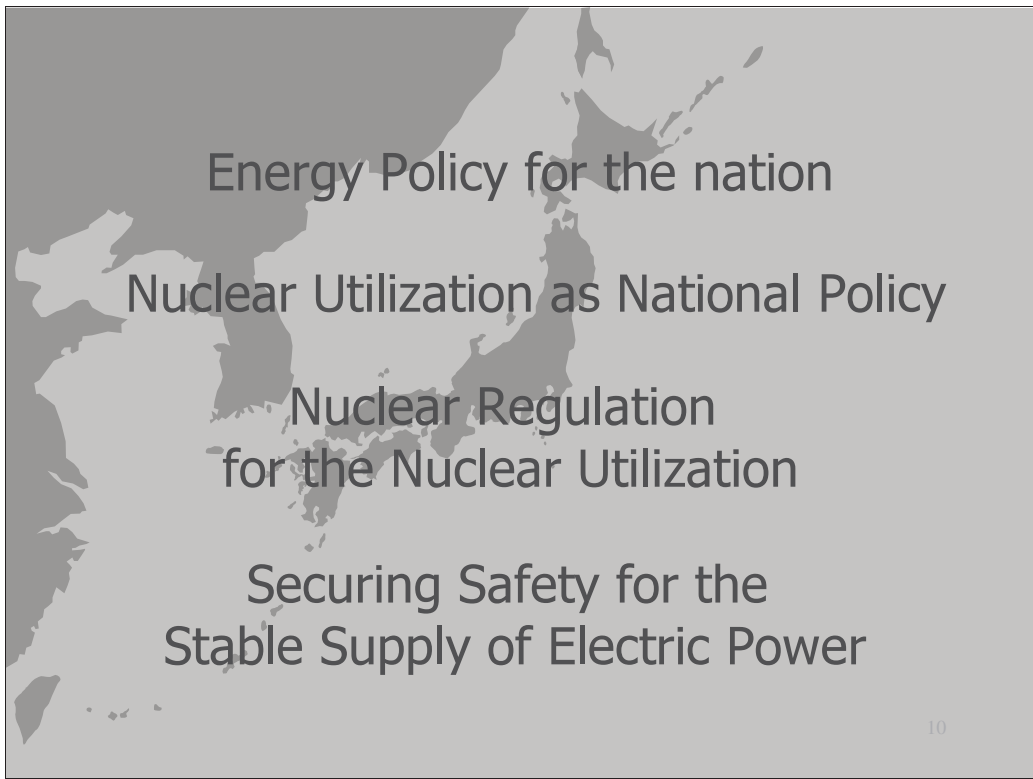 Energy Policy for the nation
Nuclear Utilization as National Policy
Nuclear Regulation
for the Nuclear Utilization
Securing Safety for the
Stable Supply of Electric Power
10